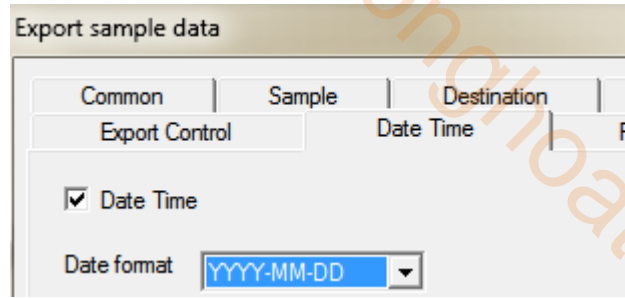 Export sample data
Common Sample Destination
Export Control Date Time
Date Time
Date format YYYY-MM-DD